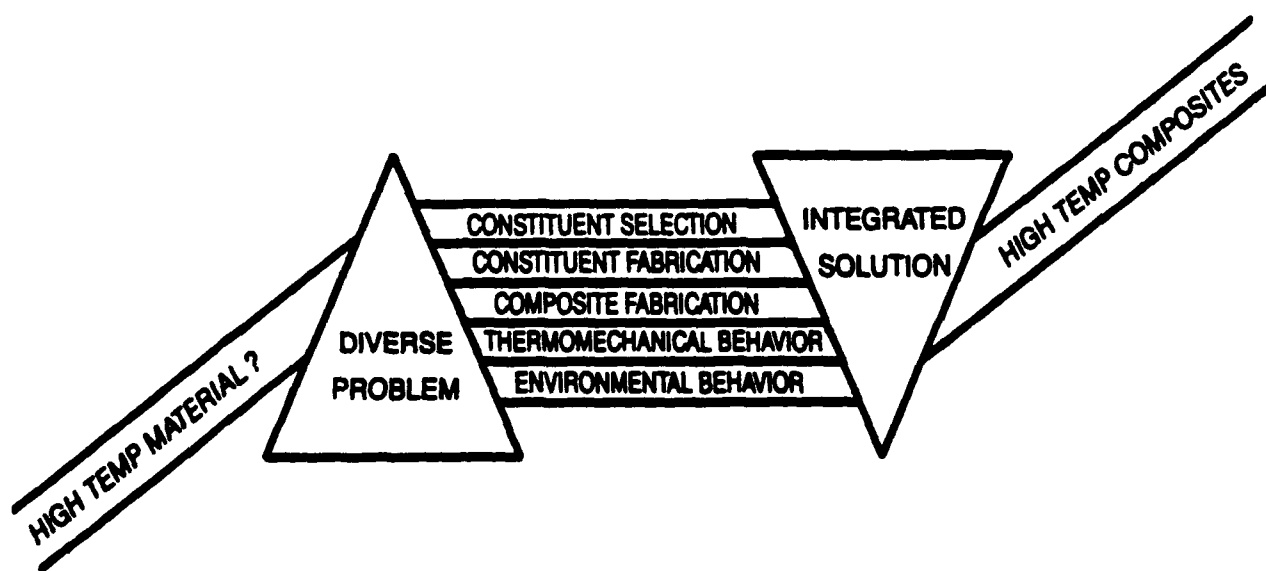 HIGH TEMP MATERIAL ?
DIVERSE
PROBLEM
CONSTITUENT SELECTION
CONSTITUENT FABRICATION
COMPOSITE FABRICATION
THERMOMECHANICAL BEHAVIOR
ENVIRONMENTAL BEHAVIOR
INTEGRATED
SOLUTION
HIGH TEMP COMPOSITES